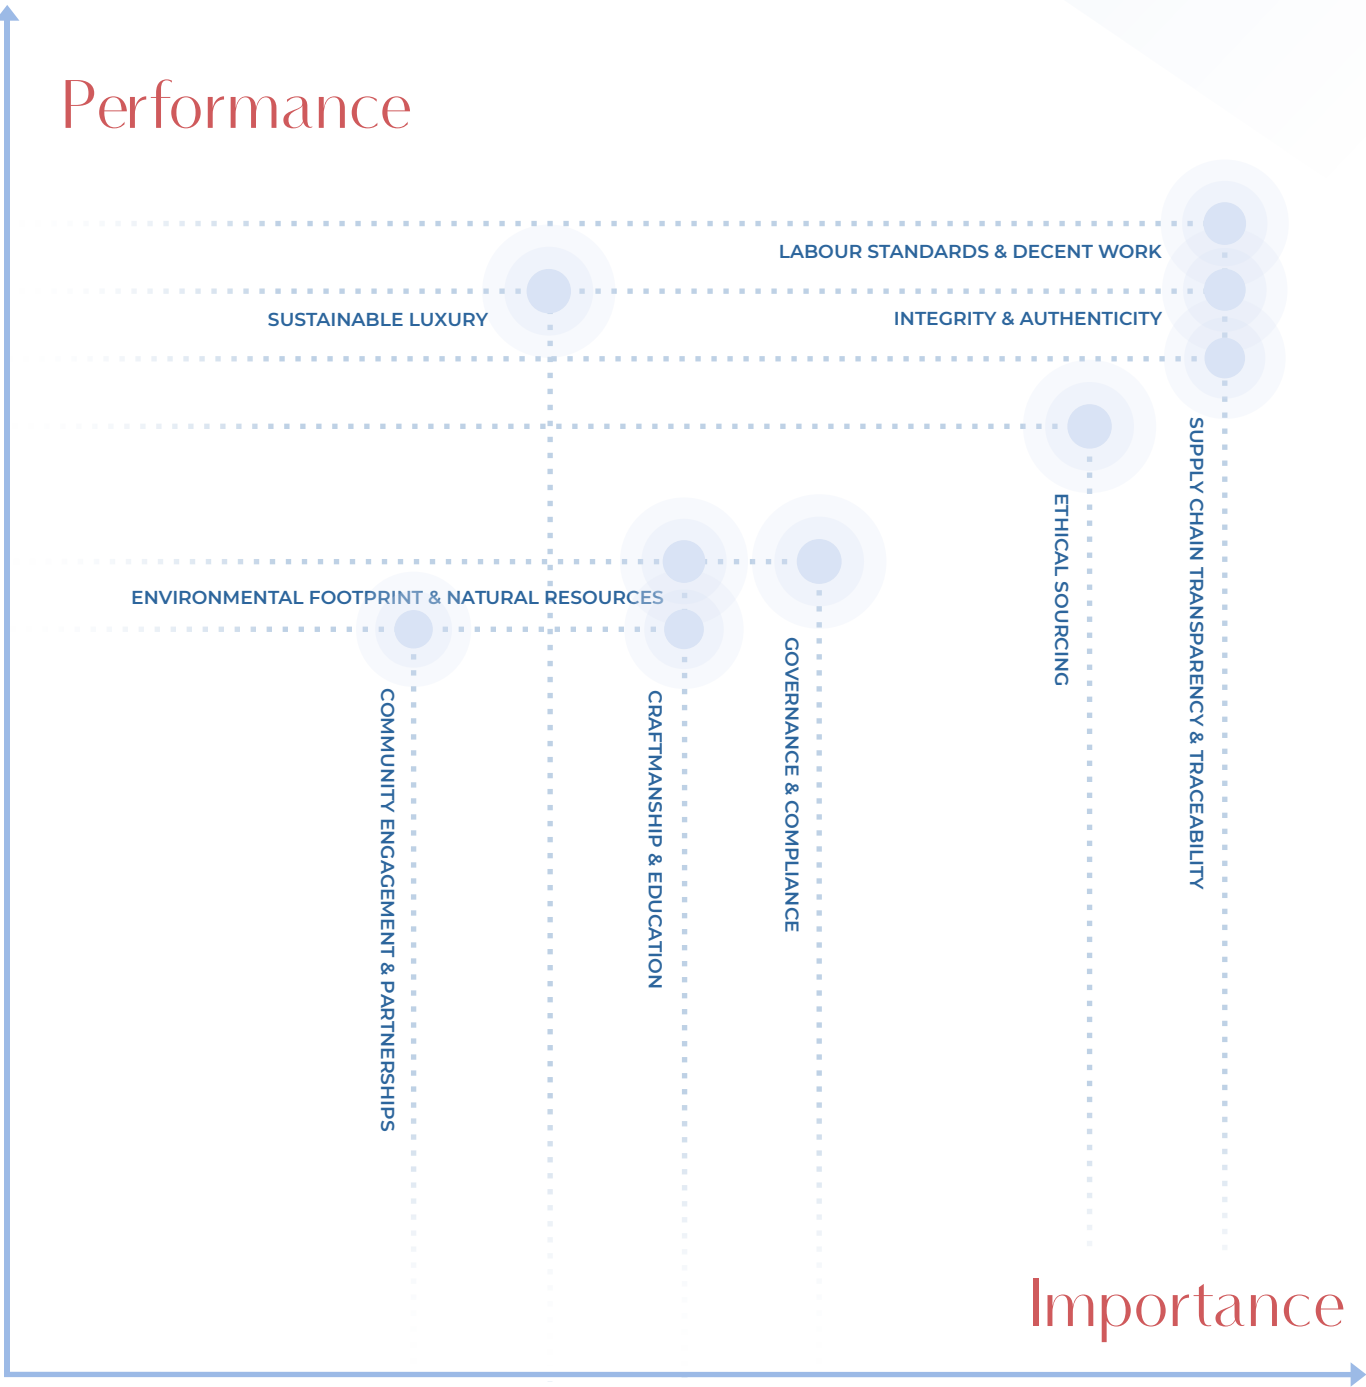 Performance
LABOUR STANDARDS & DECENT WORK
SUSTAINABLE LUXURY
INTEGRITY & AUTHENTICITY
SUPPLY CHAIN TRANSPARENCY & TRACEABILITY
ETHICAL SOURCING
ENVIRONMENTAL FOOTPRINT & NATURAL RESOURCES
GOVERNANCE & COMPLIANCE
COMMUNITY ENGAGEMENT & PARTNERSHIPS
CRAFTMANSHIP & EDUCATION
Importance